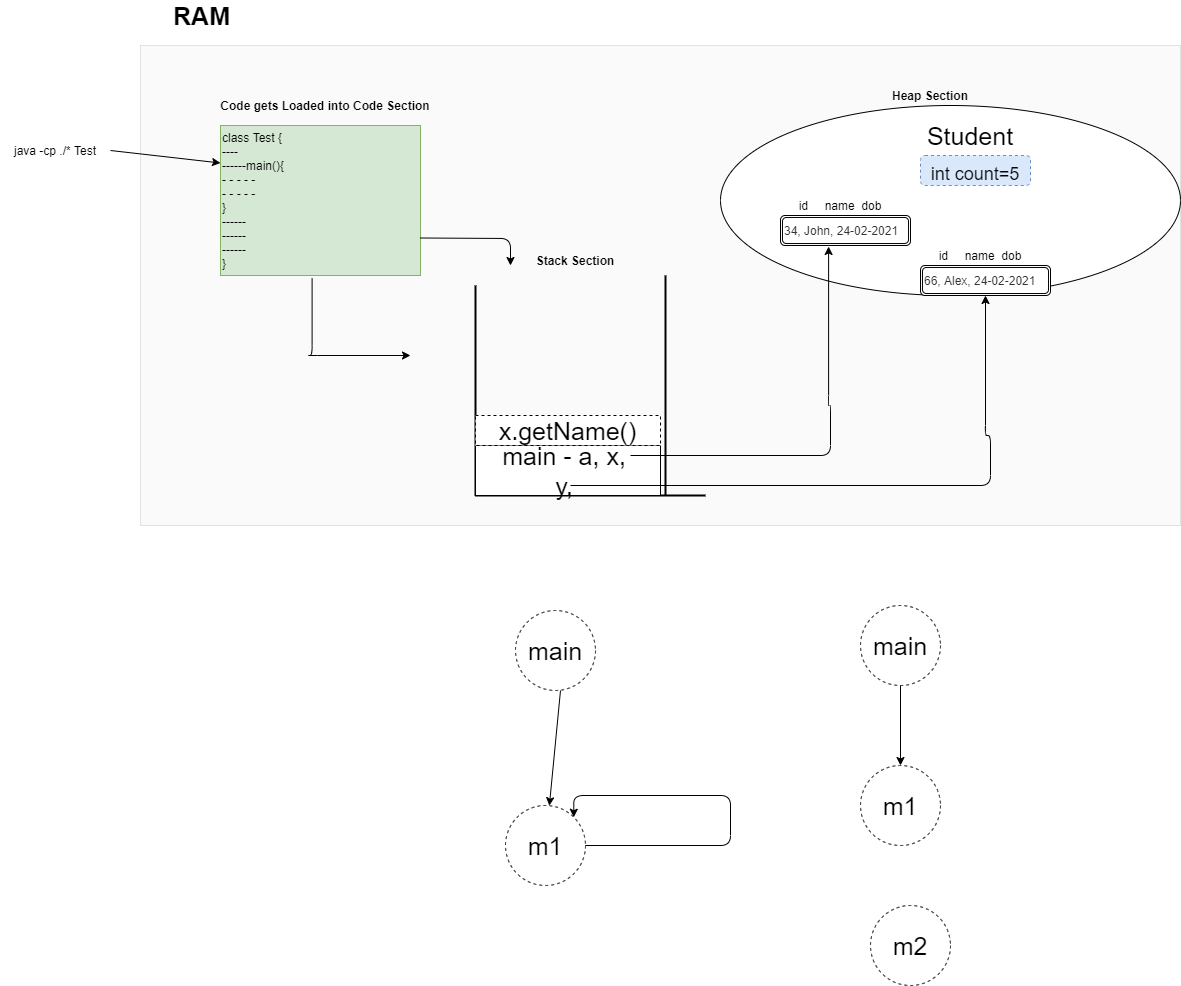 RAM
Code gets Loaded into Code Section
java -cp ./* Test
class Test {
----
------main(){
- - - - -
- - - - -
}
------
------
------
}
Heap Section
Student
int count=5
id name dob
34, John, 24-02-2021
id name dob
66, Alex, 24-02-2021
Stack Section
x.getName()
main - a, x,
y,
main
m1
main
m1
m2